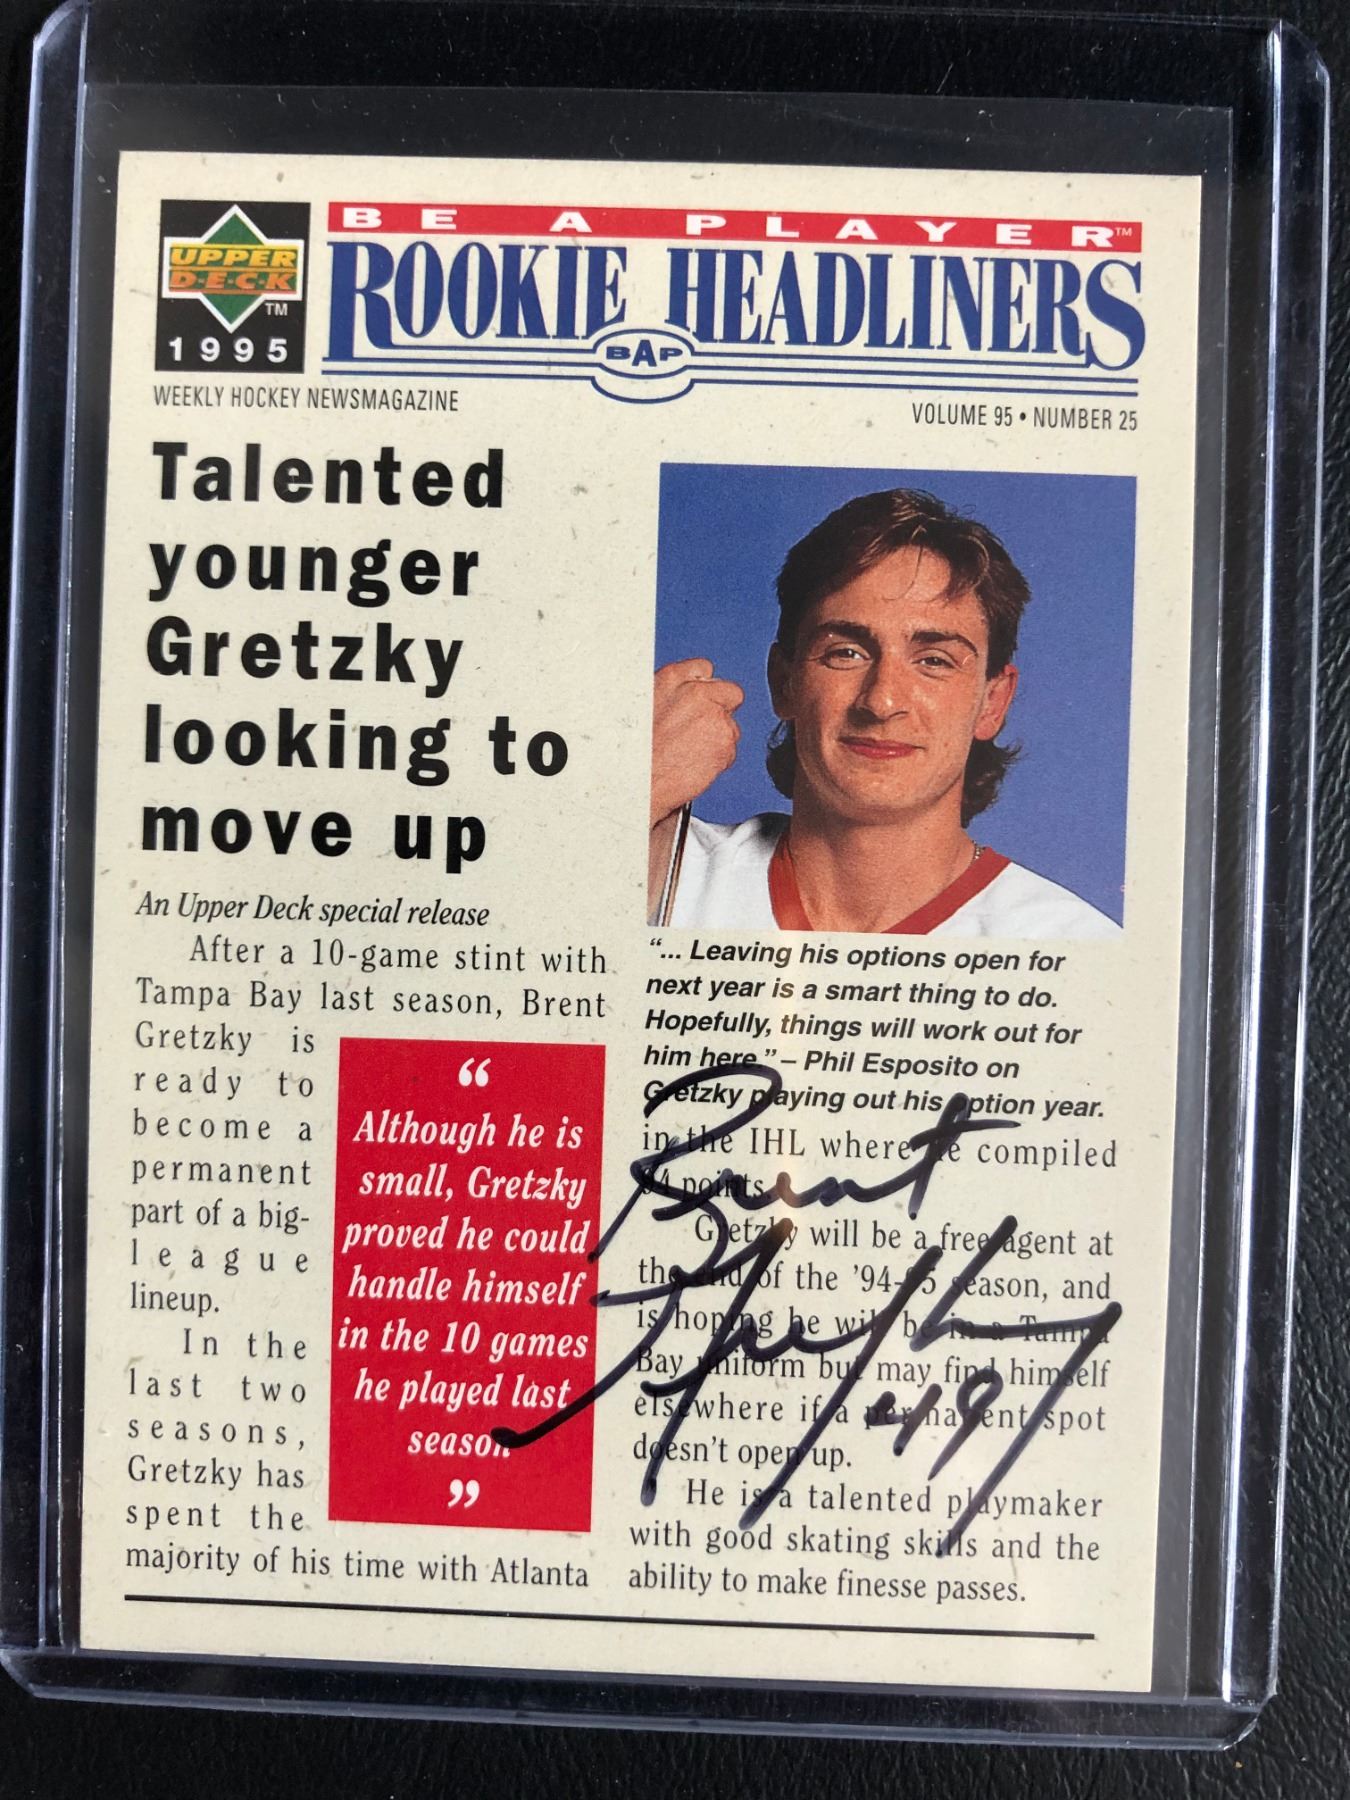 UPPER
D·E·C·K
TM
1995
BE A PLAYER™
ROOKIE HEADLINERS
BAP
WEEKLY HOCKEY NEWSMAGAZINE
VOLUME 95 • NUMBER 25
Talented
younger
Gretzky
looking to
move up
An Upper Deck special release
After a 10-game stint with
Tampa Bay last season, Brent
Gretzky is
ready to
become a
permanent
part of a big-
league
lineup.
In the
last two
seasons,
Gretzky has
spent the
majority of his time with Atlanta
“
Although he is
small, Gretzky
proved he could
handle himself
in the 10 games
he played last
season
”
“... Leaving his options open for
next year is a smart thing to do.
Hopefully, things will work out for
him here.” – Phil Esposito on
Gretzky playing out his option year.
in the IHL where he compiled
points.
Gretzky will be a free agent at
the end of the ’94-95 season, and
is hoping he will be in a Tampa
Bay uniform but may find himself
elsewhere if a permanent spot
doesn’t open up.
He is a talented playmaker
with good skating skills and the
ability to make finesse passes.
Brent
Gretzky
49